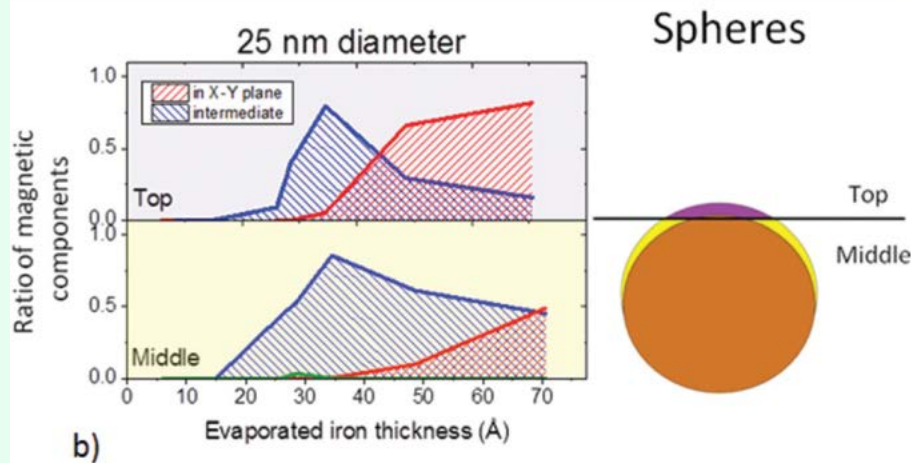 25 nm diameter
Spheres
Ratio of magnetic
components
1.0
0.5
0.0
in X-Y plane
intermediate
Top
1.0
0.5
0.0
Middle
0 10 20 30 40 50 60 70
Evaporated iron thickness (Å)
Top
Middle
b)